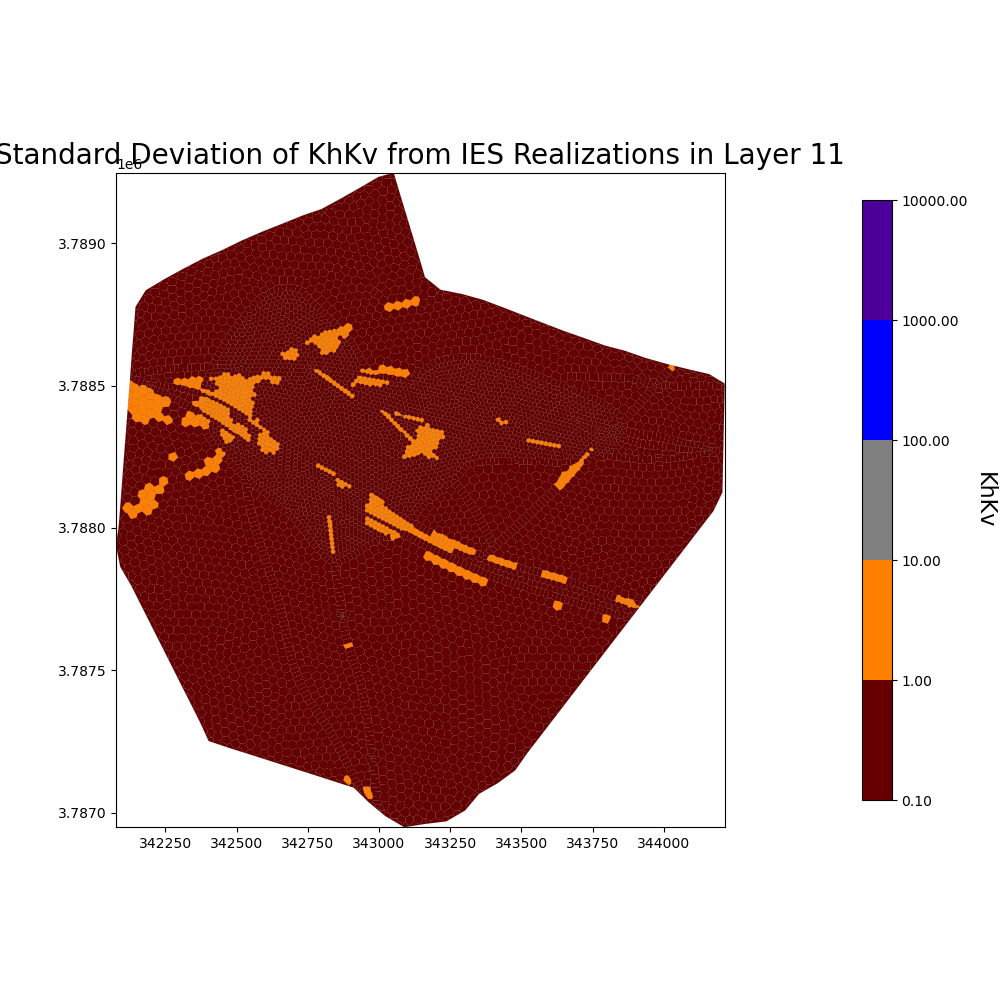 Standard Deviation of KhKv from IES Realizations in Layer 11
1e6
3.7890
3.7885
3.7880
3.7875
3.7870
342250 342500 342750 343000 343250 343500 343750 344000
10000.00
1000.00
100.00
10.00
1.00
0.10
KhKv